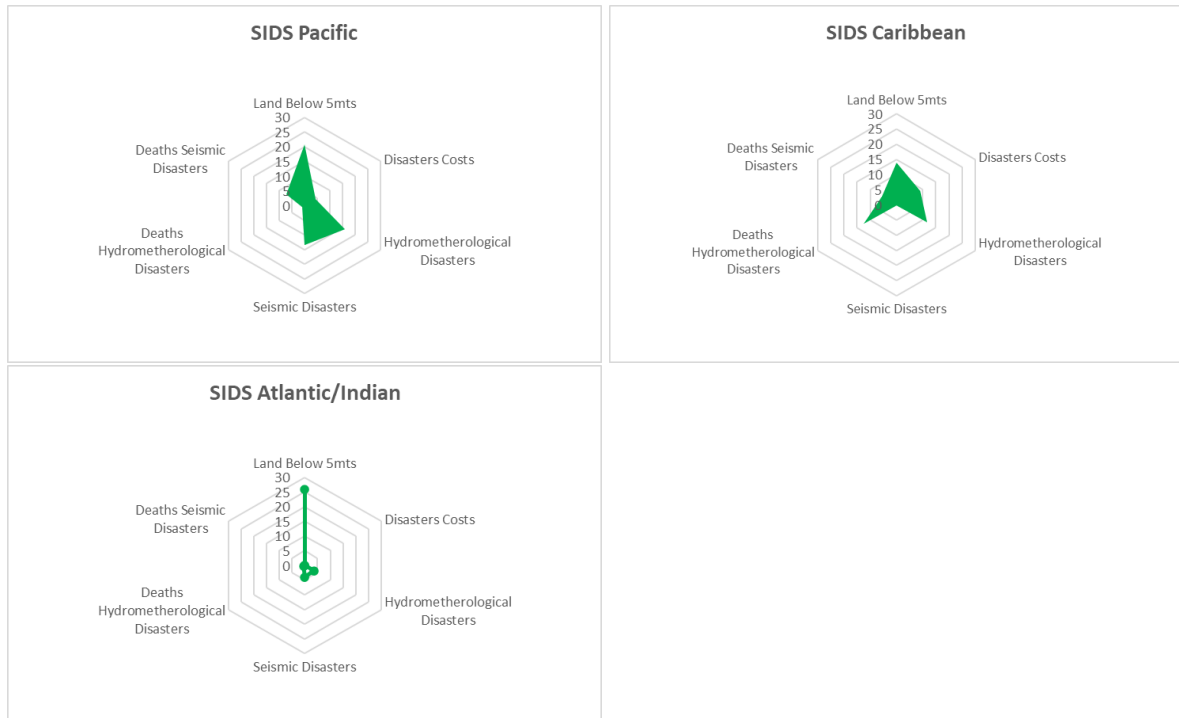 SIDS Pacific
Land Below 5mts
30
25
20
15
10
5
0
Disasters Costs
Hydrometherological
Disasters
Seismic Disasters
Deaths
Hydrometherological
Disasters
Deaths Seismic
Disasters
SIDS Caribbean
Land Below 5mts
30
25
20
15
10
5
0
Disasters Costs
Hydrometherological
Disasters
Seismic Disasters
Deaths
Hydrometherological
Disasters
Deaths Seismic
Disasters
SIDS Atlantic/Indian
Land Below 5mts
30
25
20
15
10
5
0
Disasters Costs
Hydrometherological
Disasters
Seismic Disasters
Deaths
Hydrometherological
Disasters
Deaths Seismic
Disasters